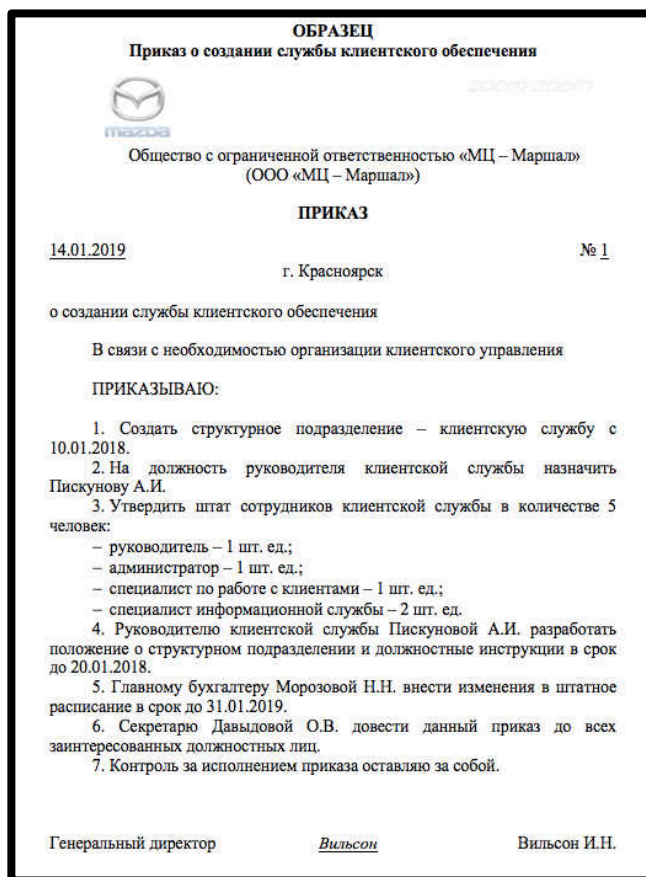 ОБРАЗЕЦ
Приказ о создании службы клиентского обеспечения
zoom-zoom
mazda
Общество с ограниченной ответственностью «МЦ – Маршал»
(ООО «МЦ – Маршал»)
ПРИКАЗ
14.01.2019 № 1
г. Красноярск
о создании службы клиентского обеспечения
В связи с необходимостью организации клиентского управления
ПРИКАЗЫВАЮ:
1. Создать структурное подразделение – клиентскую службу с
10.01.2018.
2. На должность руководителя клиентской службы назначить
Пискунову А.И.
3. Утвердить штат сотрудников клиентской службы в количестве 5
человек:
– руководитель – 1 шт. ед.;
– администратор – 1 шт. ед.;
– специалист по работе с клиентами – 1 шт. ед.;
– специалист информационной службы – 2 шт. ед.
4. Руководителю клиентской службы Пискуновой А.И. разработать
положение о структурном подразделении и должностные инструкции в срок
до 20.01.2018.
5. Главному бухгалтеру Морозовой Н.Н. внести изменения в штатное
расписание в срок до 31.01.2019.
6. Секретарю Давыдовой О.В. довести данный приказ до всех
заинтересованных должностных лиц.
7. Контроль за исполнением приказа оставляю за собой.
Генеральный директор Вильсон Вильсон И.Н.